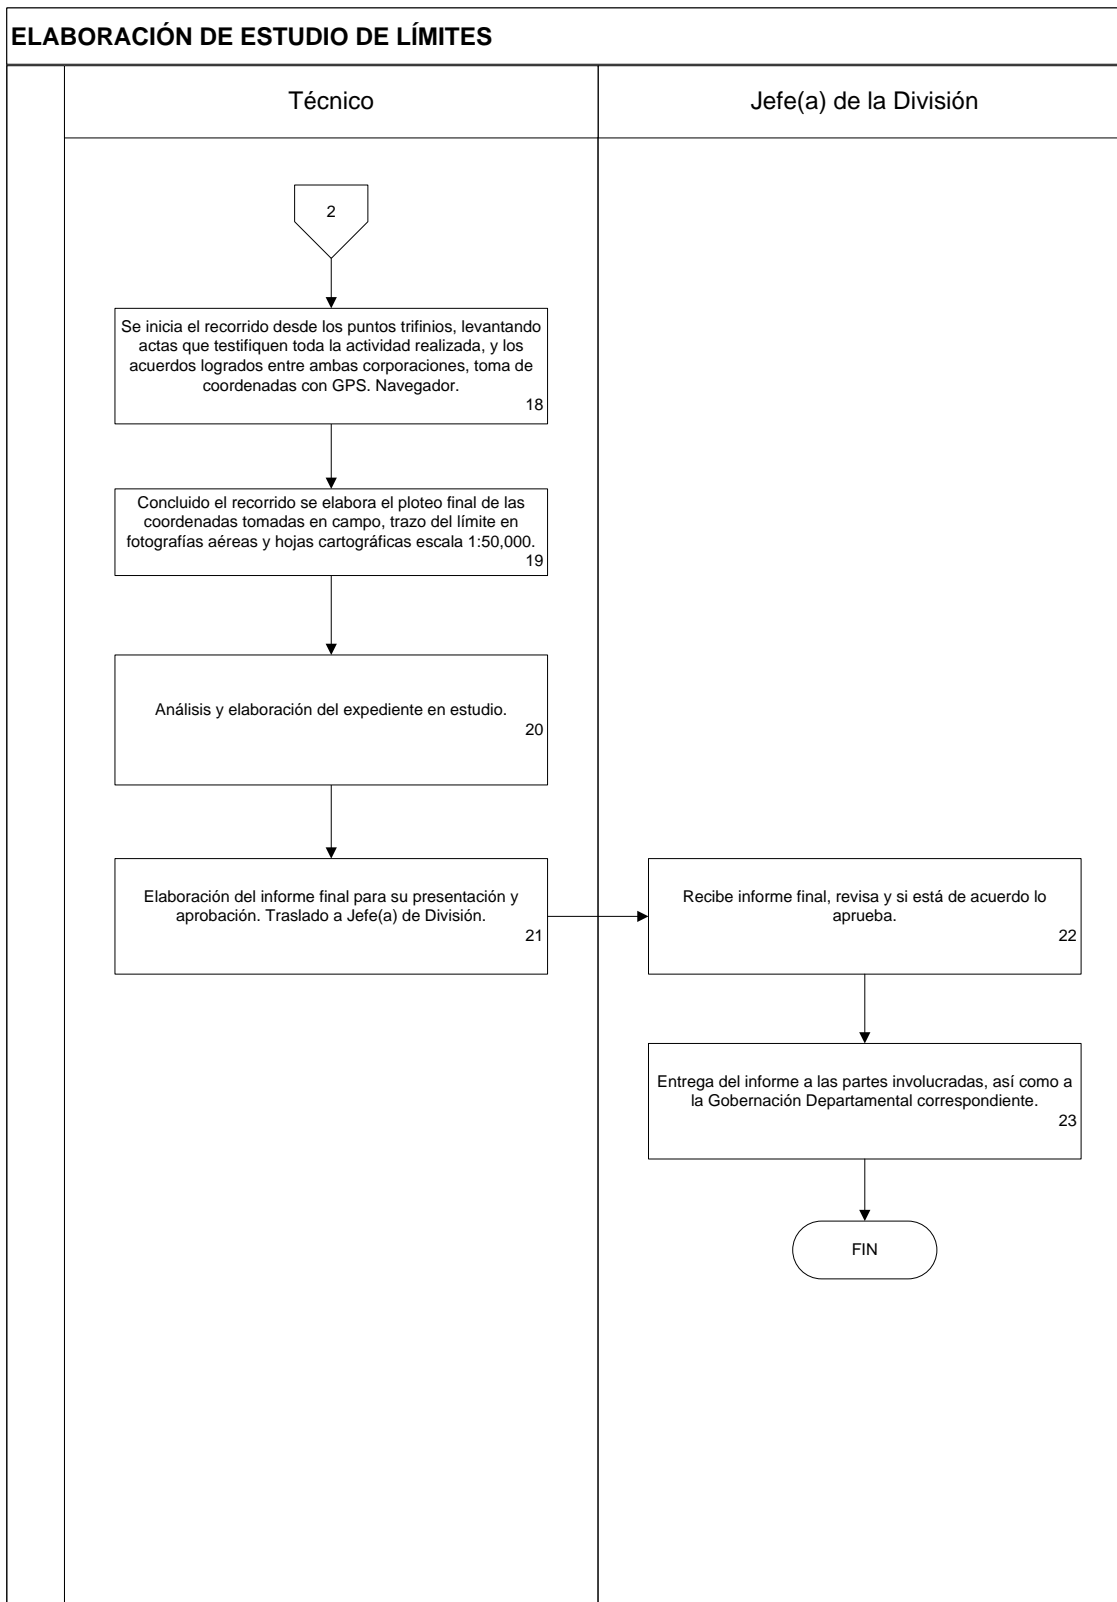 ELABORACIÓN DE ESTUDIO DE LÍMITES
Técnico
Jefe(a) de la División
2
Se inicia el recorrido desde los puntos trifinios, levantando
actas que testifiquen toda la actividad realizada, y los
acuerdos logrados entre ambas corporaciones, toma de
coordenadas con GPS. Navegador.
18
Concluido el recorrido se elabora el ploteo final de las
coordenadas tomadas en campo, trazo del límite en
fotografías aéreas y hojas cartográficas escala 1:50,000.
19
Análisis y elaboración del expediente en estudio.
20
Elaboración del informe final para su presentación y
aprobación. Traslado a Jefe(a) de División.
21
Recibe informe final, revisa y si está de acuerdo lo
aprueba.
22
Entrega del informe a las partes involucradas, así como a
la Gobernación Departamental correspondiente.
23
FIN